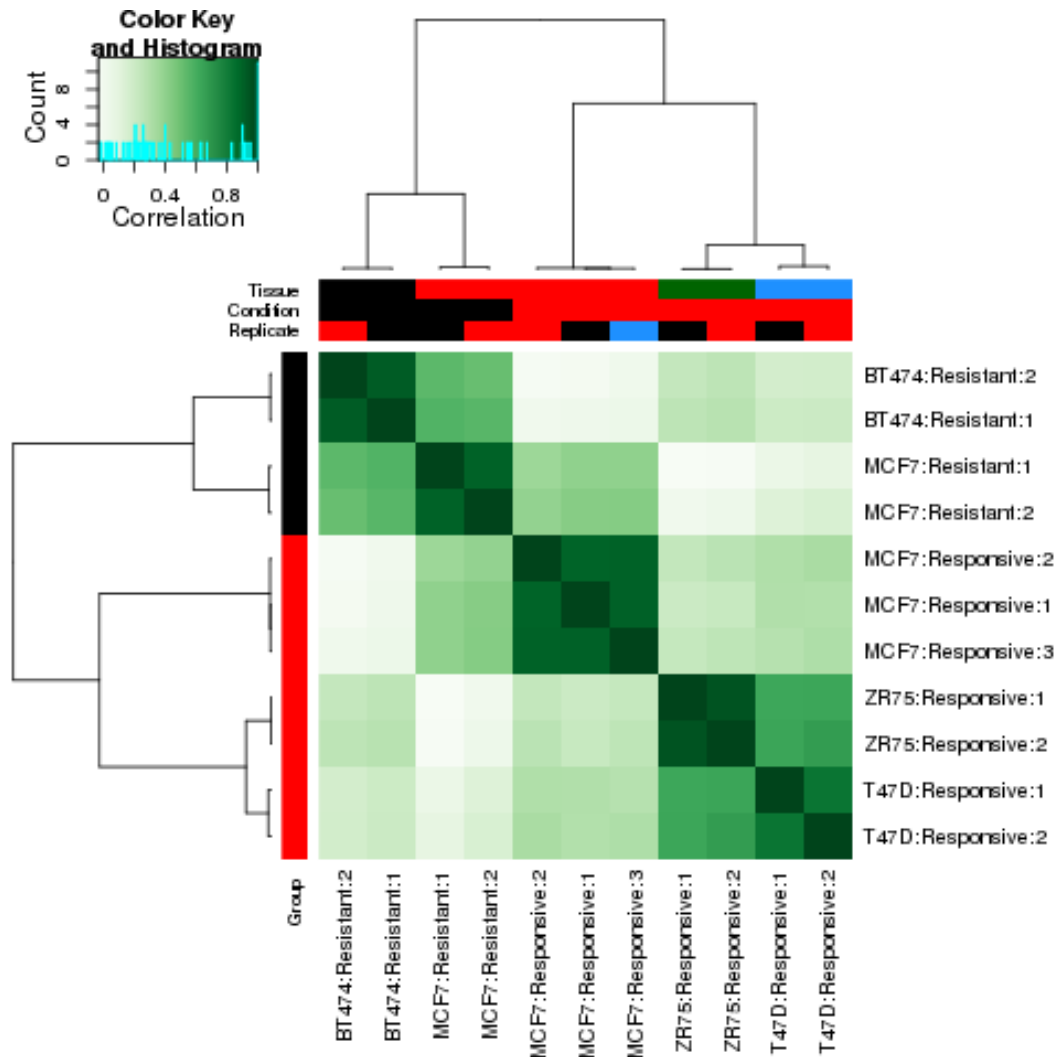 Color Key
and Histogram
Count
0 4 8
0 0.4 0.8
Correlation
Tissue
Condition
Replicate
BT474:Resistant:2
BT474:Resistant:1
MCF7:Resistant:1
MCF7:Resistant:2
MCF7:Responsive:2
MCF7:Responsive:1
MCF7:Responsive:3
ZR75:Responsive:1
ZR75:Responsive:2
T47D:Responsive:1
T47D:Responsive:2
Group
BT474:Resistant:2
BT474:Resistant:1
MCF7:Resistant:1
MCF7:Resistant:2
MCF7:Responsive:2
MCF7:Responsive:1
MCF7:Responsive:3
ZR75:Responsive:1
ZR75:Responsive:2
T47D:Responsive:1
T47D:Responsive:2